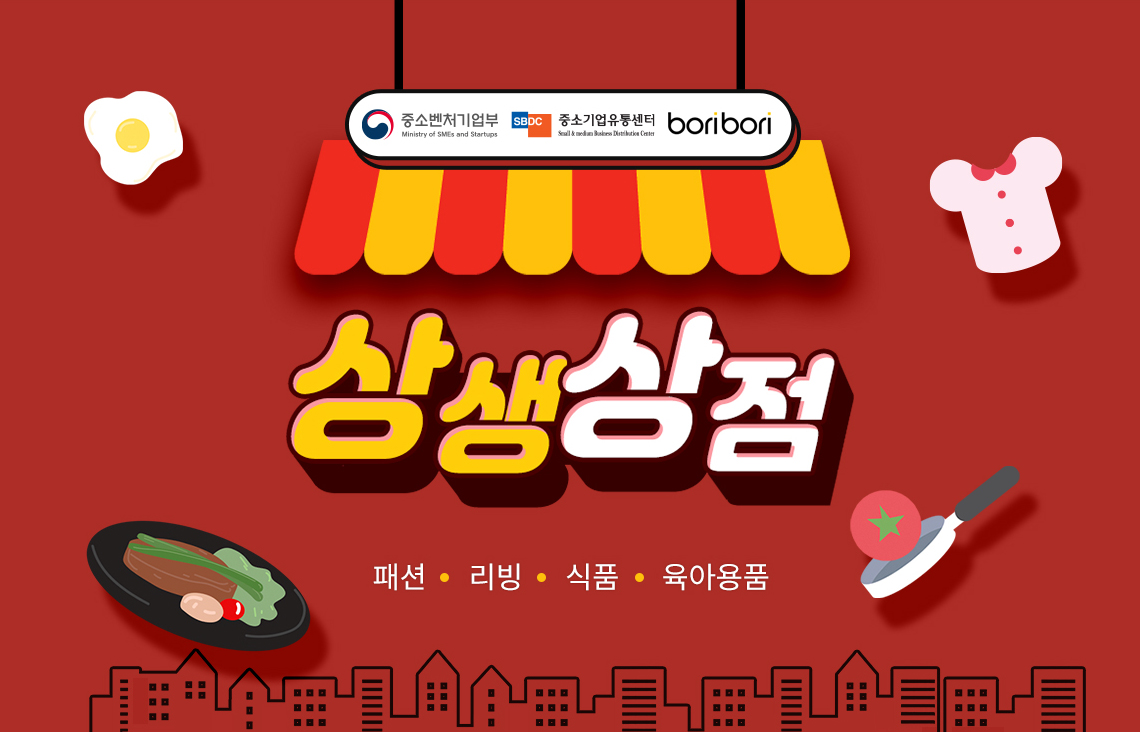 중소벤처기업부
Ministry of SMEs and Startups
SBDC
중소기업유통센터
Small & medium Business Distribution Center
boribori
상생상점
패션 • 리빙 • 식품 • 육아용품